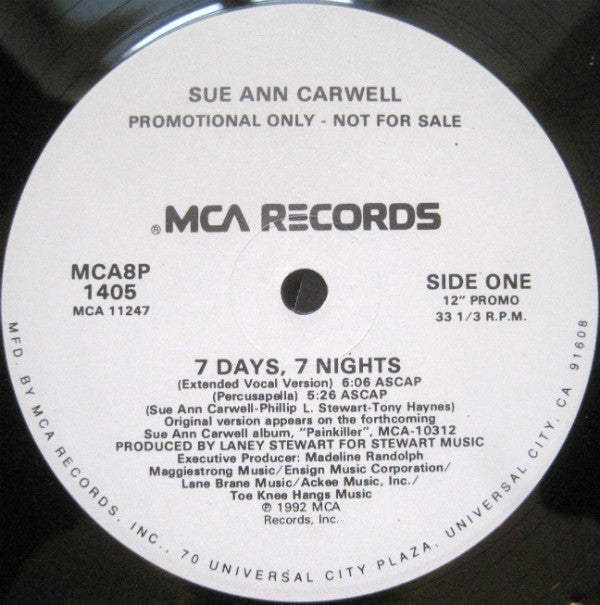 SUE ANN CARWELL
PROMOTIONAL ONLY - NOT FOR SALE
® MCA RECORDS
MCA8P
1405
MCA 11247
SIDE ONE
12" PROMO
33 1/3 R.P.M.
7 DAYS, 7 NIGHTS
(Extended Vocal Version) 6:06 ASCAP
(Percusapella) 5:26 ASCAP
(Sue Ann Carwell-Phillip L. Stewart-Tony Haynes)
Original version appears on the forthcoming
Sue Ann Carwell album, "Painkiller", MCA-10312
PRODUCED BY LANEY STEWART FOR STEWART MUSIC
Executive Producer: Madeline Randolph
Maggiestrong Music/Ensign Music Corporation/
Lane Brane Music/Ackee Music, Inc./
Toe Knee Hangs Music
℗ 1992 MCA
Records, Inc.
MFD. BY MCA RECORDS, INC., 70 UNIVERSAL CITY PLAZA, UNIVERSAL CITY, CA 91608